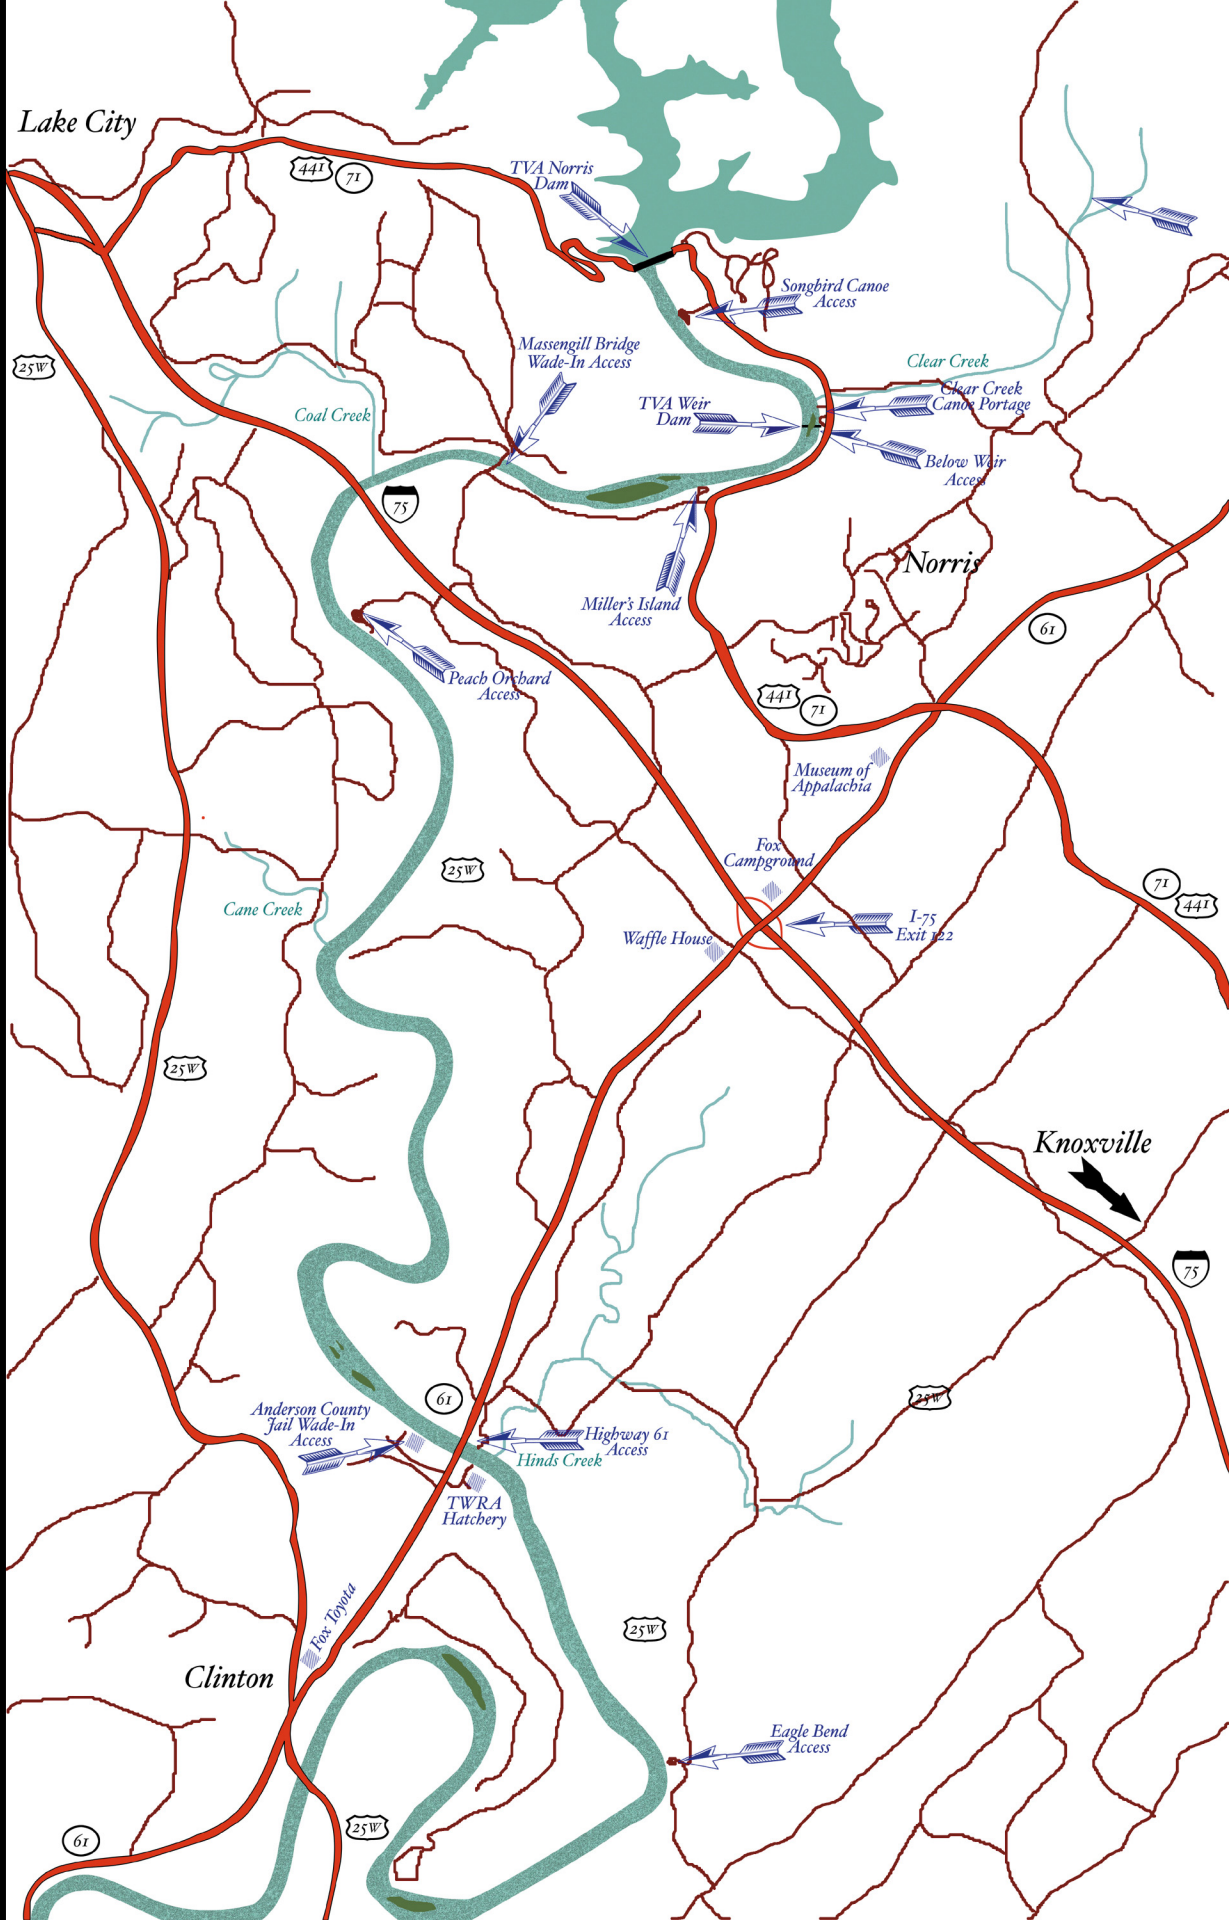 Lake City
441
71
TVA Norris
Dam
Songbird Canoe
Access
25W
Massengill Bridge
Wade-In Access
Clear Creek
Clear Creek
Canoe Portage
TVA Weir
Dam
Coal Creek
Below Weir
Access
75
Norris
Miller's Island
Access
61
Peach Orchard
Access
441
71
Museum of
Appalachia
Fox
Campground
25W
71
441
Cane Creek
I-75
Exit 122
Waffle House
25W
Knoxville
75
61
25W
Anderson County
Jail Wade-In
Access
Highway 61
Access
Hinds Creek
TWRA
Hatchery
Fox Toyota
25W
Clinton
Eagle Bend
Access
25W
61